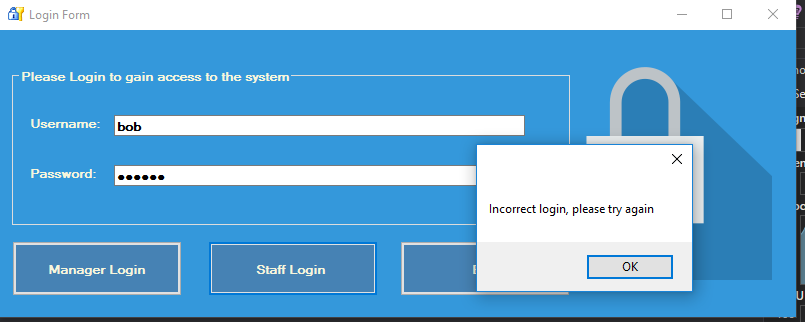 Login Form
Please Login to gain access to the system
Username:
bob
Password:
●●●●●●
Incorrect login, please try again
OK
Manager Login
Staff Login